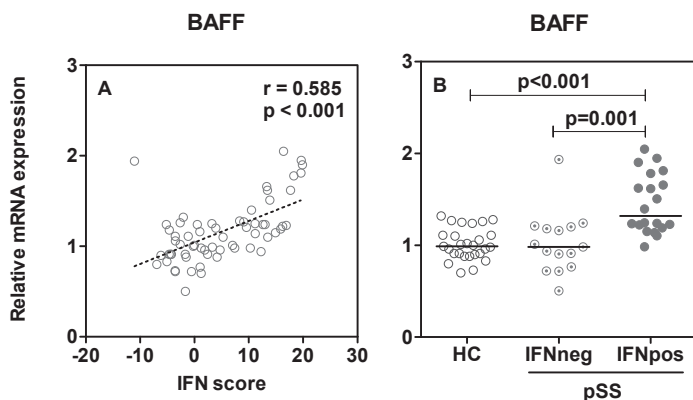 BAFF
Relative mRNA expression
3
2
1
0
A
r = 0.585
p < 0.001
-20
-10
0
10
20
30
IFN score
BAFF
3
2
1
0
B
p<0.001
p=0.001
HC
IFNneg
IFNpos
pSS